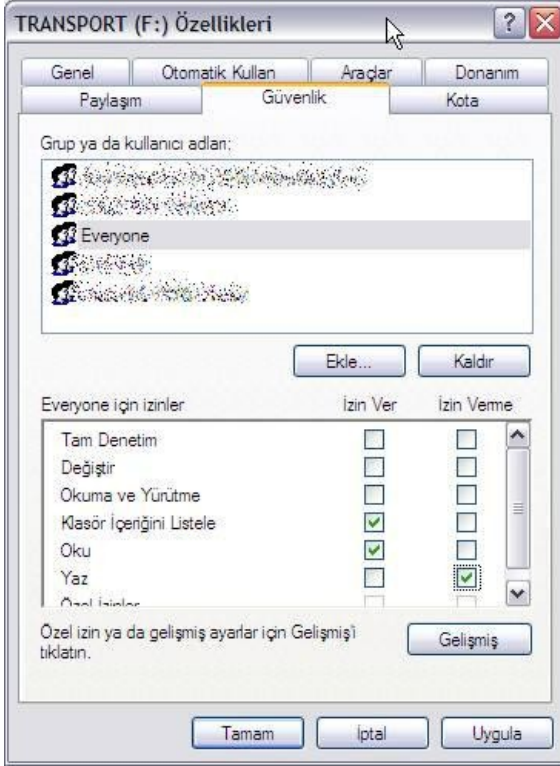 TRANSPORT (F:) Özellikleri
Genel Otomatik Kullan Araçlar Donanım
Paylaşım Güvenlik Kota
Grup ya da kullanıcı adları:
Everyone
Ekle... Kaldır
Everyone için izinler İzin Ver İzin Verme
Tam Denetim
Değiştir
Okuma ve Yürütme
Klasör İçeriğini Listele
Oku
Yaz
Özel İzinler
Özel izin ya da gelişmiş ayarlar için Gelişmiş'i
tıklatın.
Gelişmiş
Tamam İptal Uygula